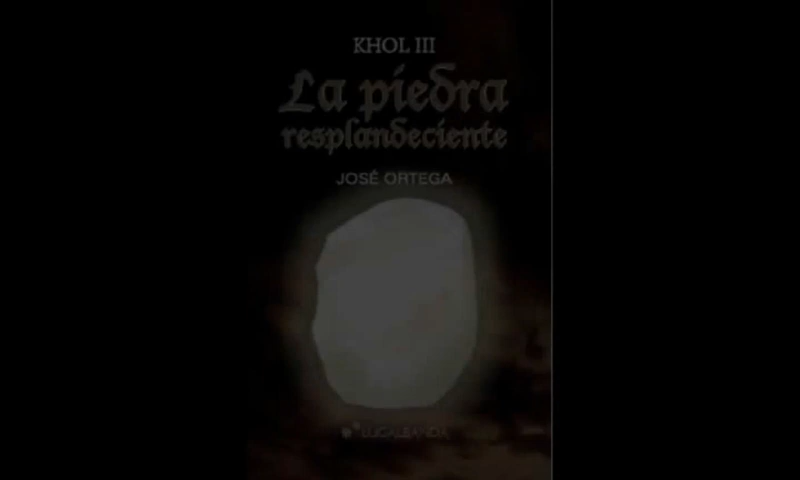 KHOL III
La piedra
resplandeciente
JOSÉ ORTEGA